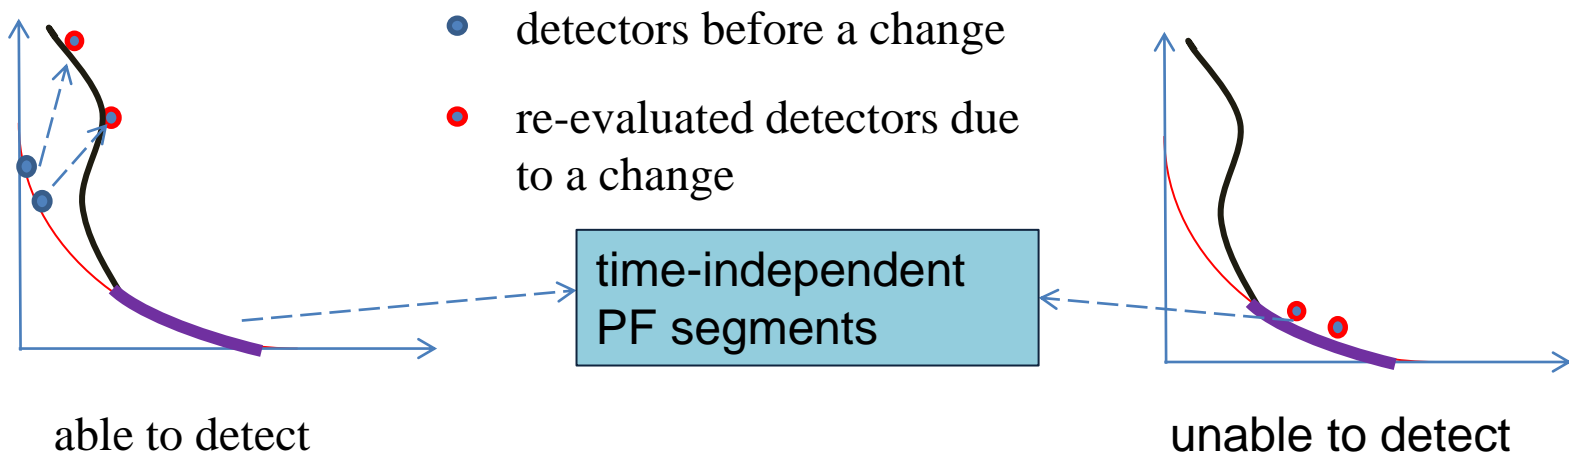 detectors before a change
re-evaluated detectors due
to a change
time-independent
PF segments
able to detect
unable to detect